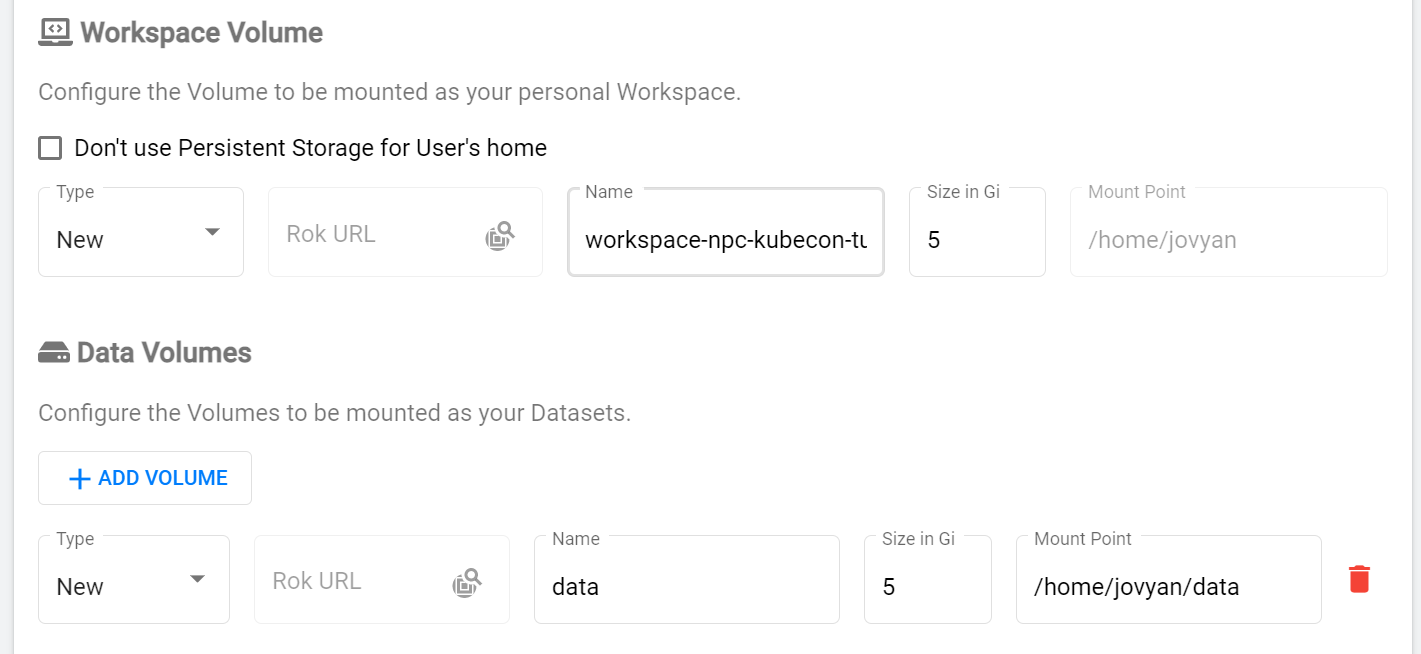 Workspace Volume
Configure the Volume to be mounted as your personal Workspace.
Don't use Persistent Storage for User's home
Type Name Size in Gi Mount Point
New Rok URL workspace-npc-kubecon-tu 5 /home/jovyan
Data Volumes
Configure the Volumes to be mounted as your Datasets.
ADD VOLUME
Type Name Size in Gi Mount Point
New Rok URL data 5 /home/jovyan/data